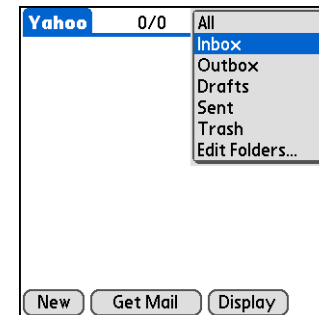 Yahoo 0/0 All
Inbox
Outbox
Drafts
Sent
Trash
Edit Folders...
New Get Mail Display